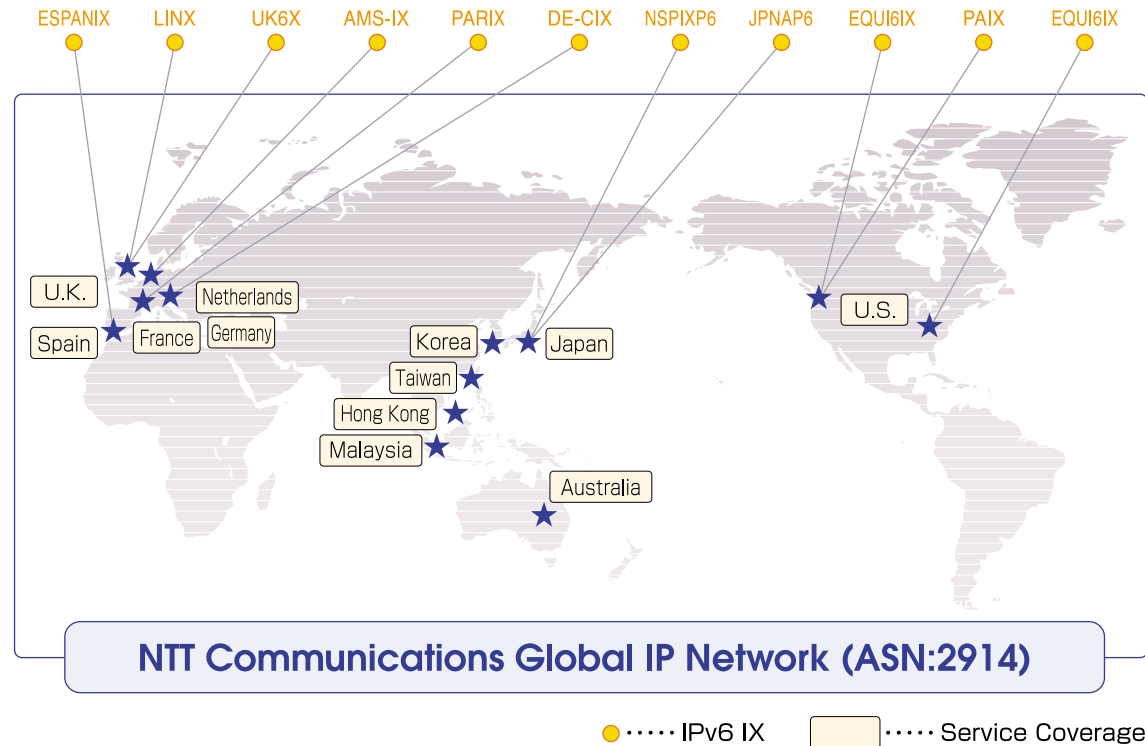 ESPANIX LINX UK6X AMS-IX PARIX DE-CIX NSPIXP6 JPNAP6 EQUI6IX PAIX EQUI6IX
U.K.
Netherlands
Spain
France
Germany
Korea
Japan
Taiwan
Hong Kong
Malaysia
Australia
U.S.
NTT Communications Global IP Network (ASN:2914)
····· IPv6 IX ····· Service Coverage